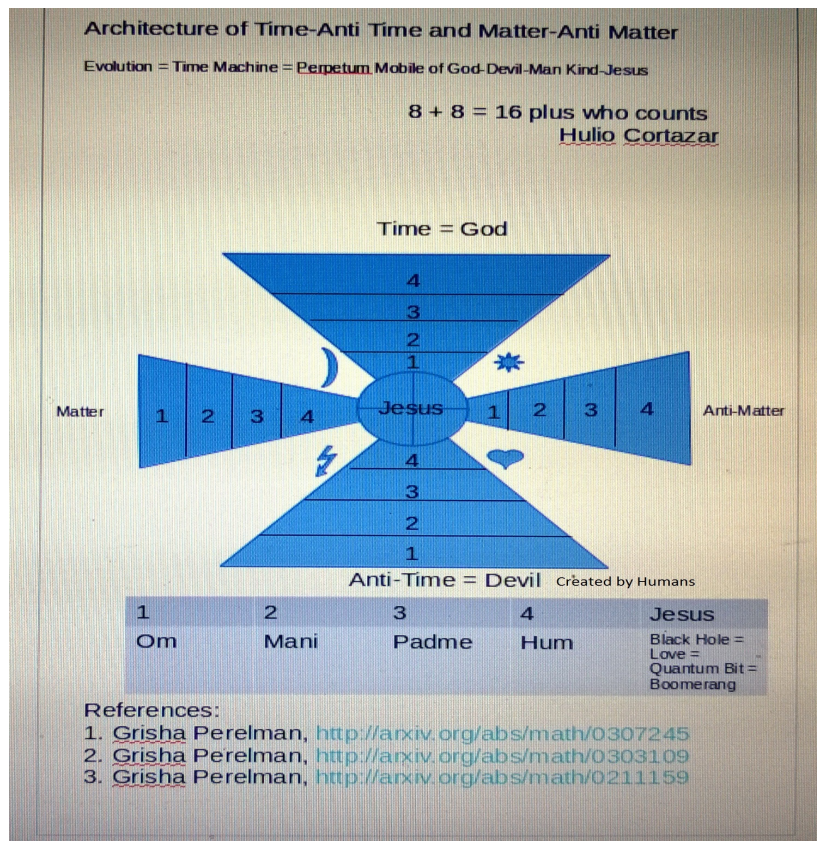 Architecture of Time-Anti Time and Matter-Anti Matter
Evolution = Time Machine = Perpetum Mobile of God-Devil-Man Kind-Jesus
8 + 8 = 16 plus who counts
Hulio Cortazar
Time = God
4
3
2
1
Matter
1 2 3 4
Jesus
1 2 3 4
Anti-Matter
4
3
2
1
Anti-Time = Devil Created by Humans
1 2 3 4 Jesus
Om Mani Padme Hum Black Hole =
Love =
Quantum Bit =
Boomerang
References:
1. Grisha Perelman, http://arxiv.org/abs/math/0307245
2. Grisha Perelman, http://arxiv.org/abs/math/0303109
3. Grisha Perelman, http://arxiv.org/abs/math/0211159